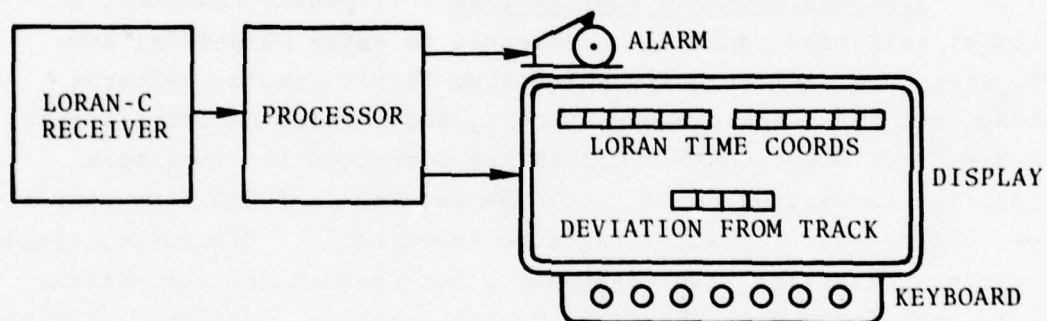 ALARM
LORAN-C
RECEIVER
PROCESSOR
LORAN TIME COORDS
DISPLAY
DEVIATION FROM TRACK
KEYBOARD